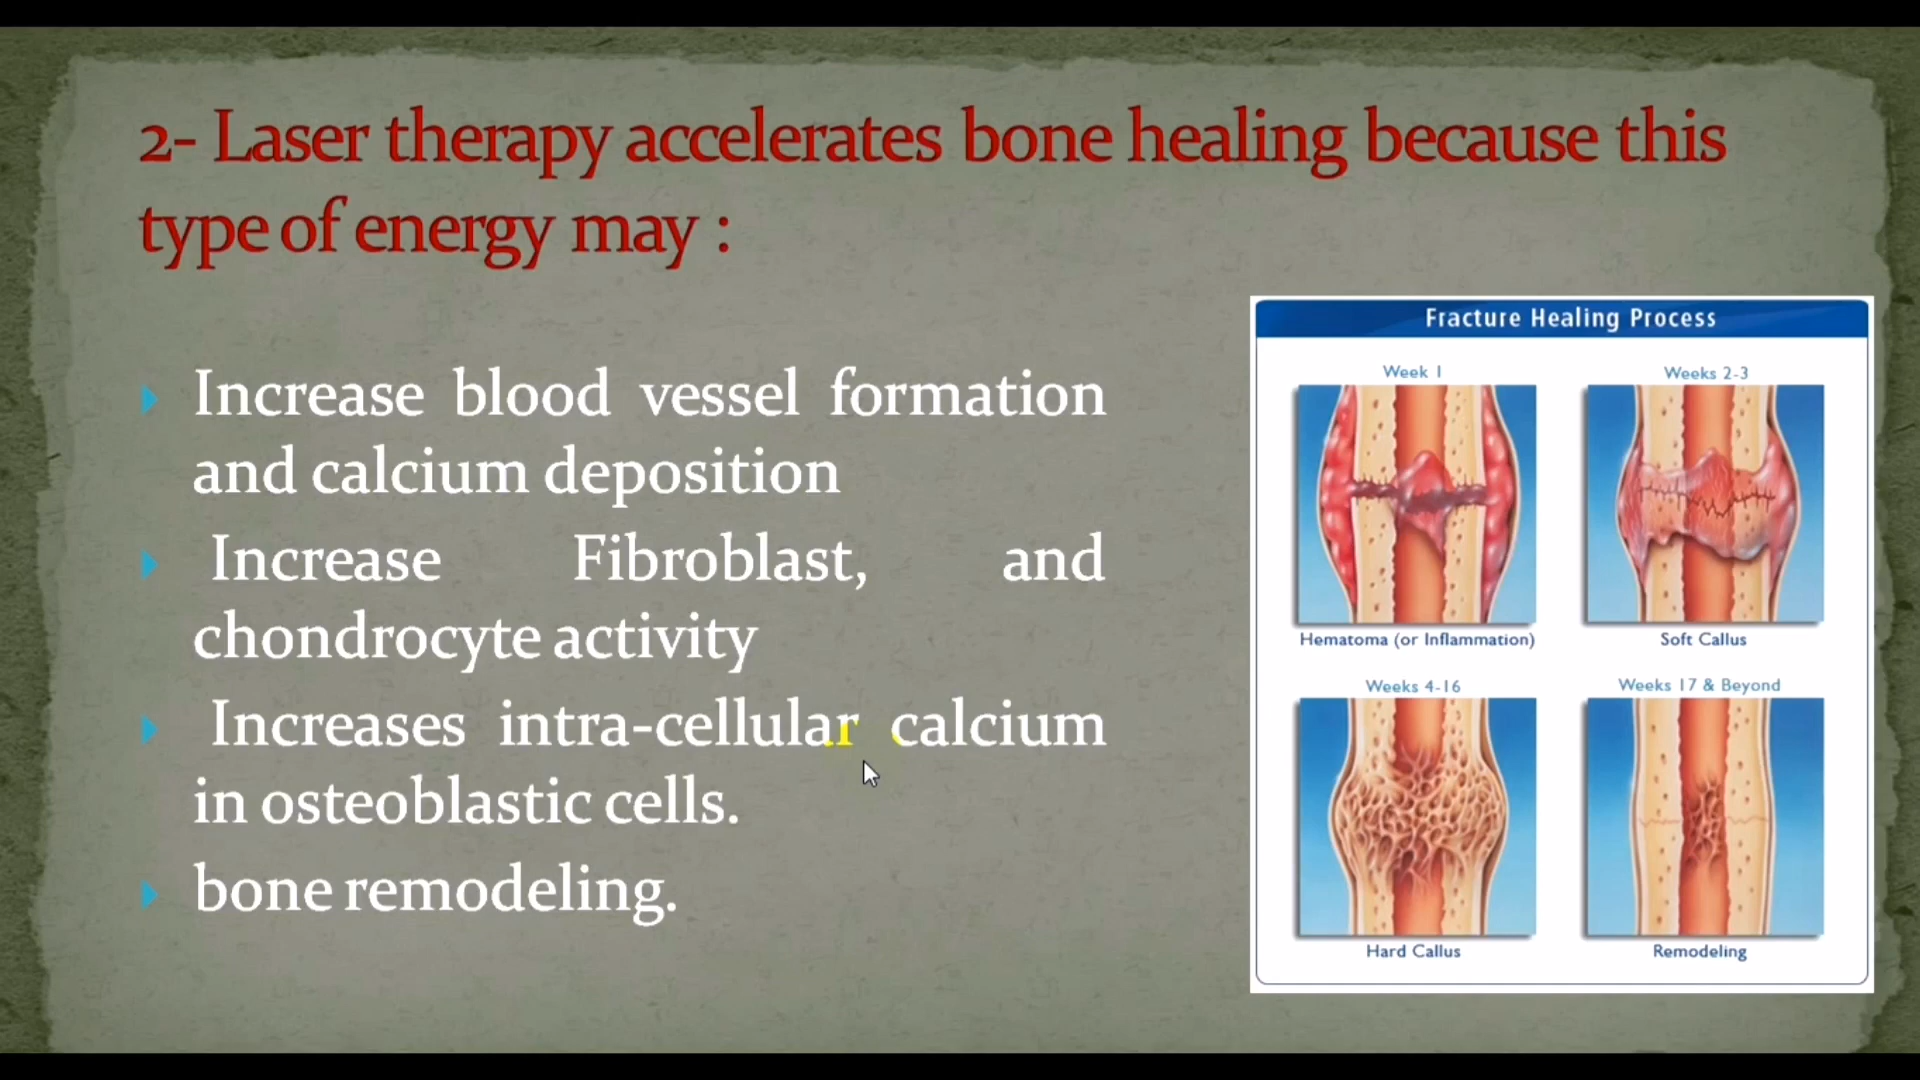 2- Laser therapy accelerates bone healing because this
type of energy may :
Increase blood vessel formation
and calcium deposition
Increase Fibroblast, and
chondrocyte activity
Increases intra-cellular calcium
in osteoblastic cells.
bone remodeling.
Fracture Healing Process
Week 1
Weeks 2-3
Hematoma (or Inflammation)
Soft Callus
Weeks 4-16
Weeks 17 & Beyond
Hard Callus
Remodeling